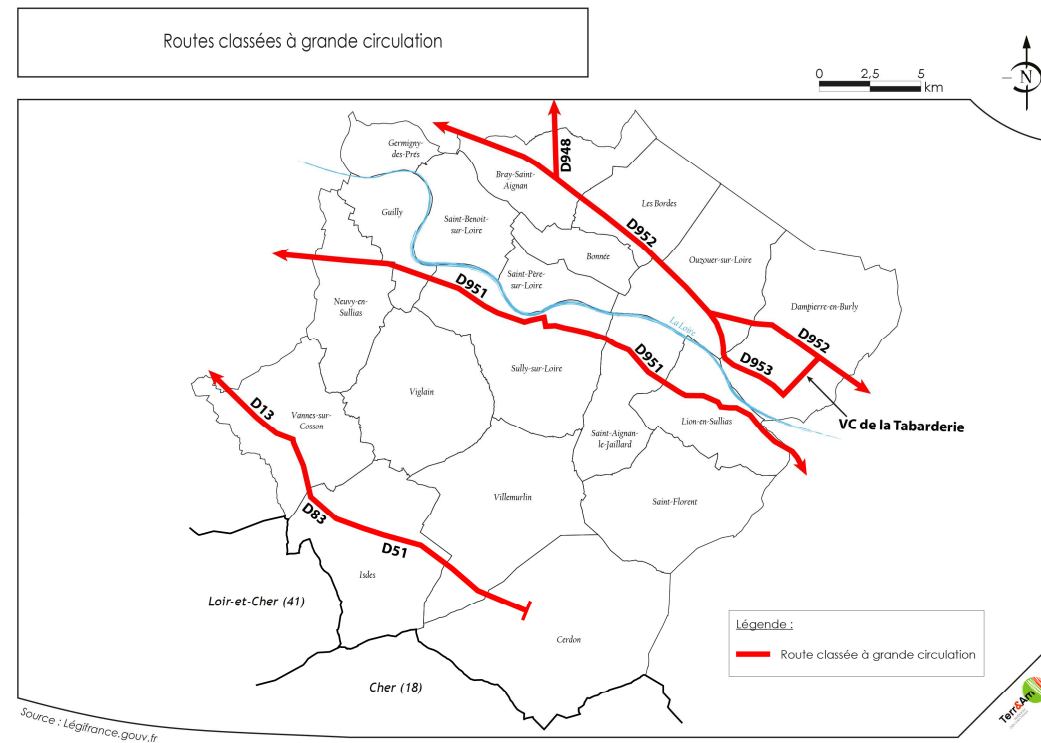 Routes classées à grande circulation
0 2,5 5
km
N
Germigny-
des-Prés
D948
Bray-Saint-
Aignan
Les Bordes
Guilly
Saint-Benoit-
sur-Loire
D952
Bonnée
Ouzouer-sur-Loire
Saint-Père-
sur-Loire
D951
Neuvy-en-
Sullias
Dampierre-en-Burly
La Loire
D952
D951
D953
Sully-sur-Loire
Viglain
D13
Vannes-sur-
Cosson
Lion-en-Sullias
VC de la Tabarderie
Saint-Aignan-
le-Jaillard
Villemurlin
Saint-Florent
D83
D51
Isdes
Loir-et-Cher (41)
Cerdon
Cher (18)
Légende :
Route classée à grande circulation
Source : Légifrance.gouv.fr
Terr&Am